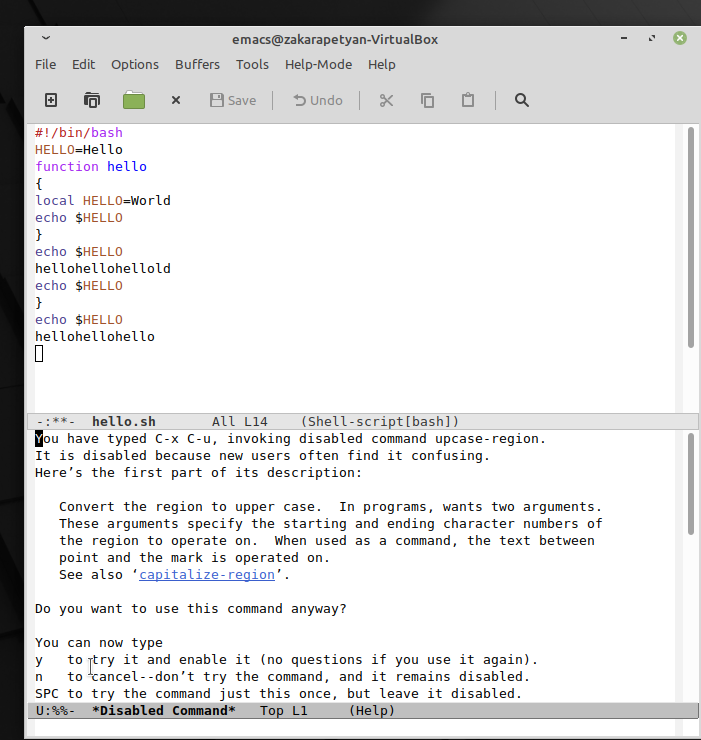 emacs@zakarapetyan-VirtualBox
File Edit Options Buffers Tools Help-Mode Help
Save Undo
#!/bin/bash
HELLO=Hello
function hello
{
local HELLO=World
echo $HELLO
}
echo $HELLO
hellohellohellold
echo $HELLO
}
echo $HELLO
hellohellohello
-:**-  hello.sh       All L14    (Shell-script[bash])
You have typed C-x C-u, invoking disabled command upcase-region.
It is disabled because new users often find it confusing.
Here’s the first part of its description:
Convert the region to upper case.  In programs, wants two arguments.
These arguments specify the starting and ending character numbers of
the region to operate on.  When used as a command, the text between
point and the mark is operated on.
See also ‘capitalize-region’.
Do you want to use this command anyway?
You can now type
y   to try it and enable it (no questions if you use it again).
n   to cancel--don’t try the command, and it remains disabled.
SPC to try the command just this once, but leave it disabled.
U:%%-  *Disabled Command*   Top L1     (Help)